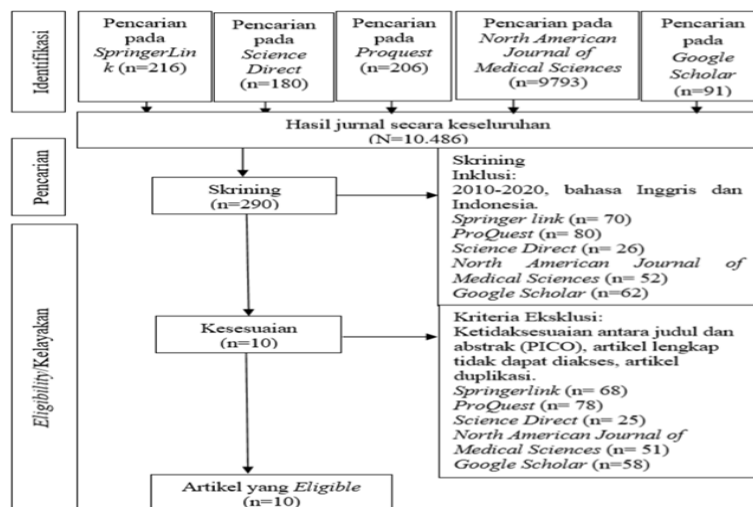 Identifikasi
Pencarian
pada
SpringerLin
k (n=216)
Pencarian
pada
Science
Direct
(n=180)
Pencarian
pada
Proquest
(n=206)
Pencarian pada
North American
Journal of
Medical Sciences
(n=9793)
Pencarian
pada
Google
Scholar
(n=91)
Hasil jurnal secara keseluruhan
(N=10.486)
Pencarian
Skrining
(n=290)
Skrining
Inklusi:
2010-2020, bahasa Inggris dan
Indonesia.
Springer link (n= 70)
ProQuest (n= 80)
Science Direct (n= 26)
North American Journal of
Medical Sciences (n= 52)
Google Scholar (n=62)
Eligibility/Kelayakan
Kesesuaian
(n=10)
Kriteria Eksklusi:
Ketidaksesuaian antara judul dan
abstrak (PICO), artikel lengkap
tidak dapat diakses, artikel
duplikasi.
Springerlink (n= 68)
ProQuest (n= 78)
Science Direct (n= 25)
North American Journal of
Medical Sciences (n= 51)
Google Scholar (n=58)
Artikel yang Eligible
(n=10)